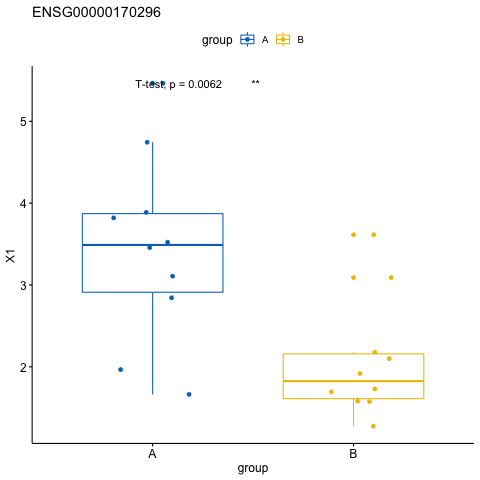 ENSG00000170296
group A B
T-test, p = 0.0062 **
5
4
3
2
X1
A B
group